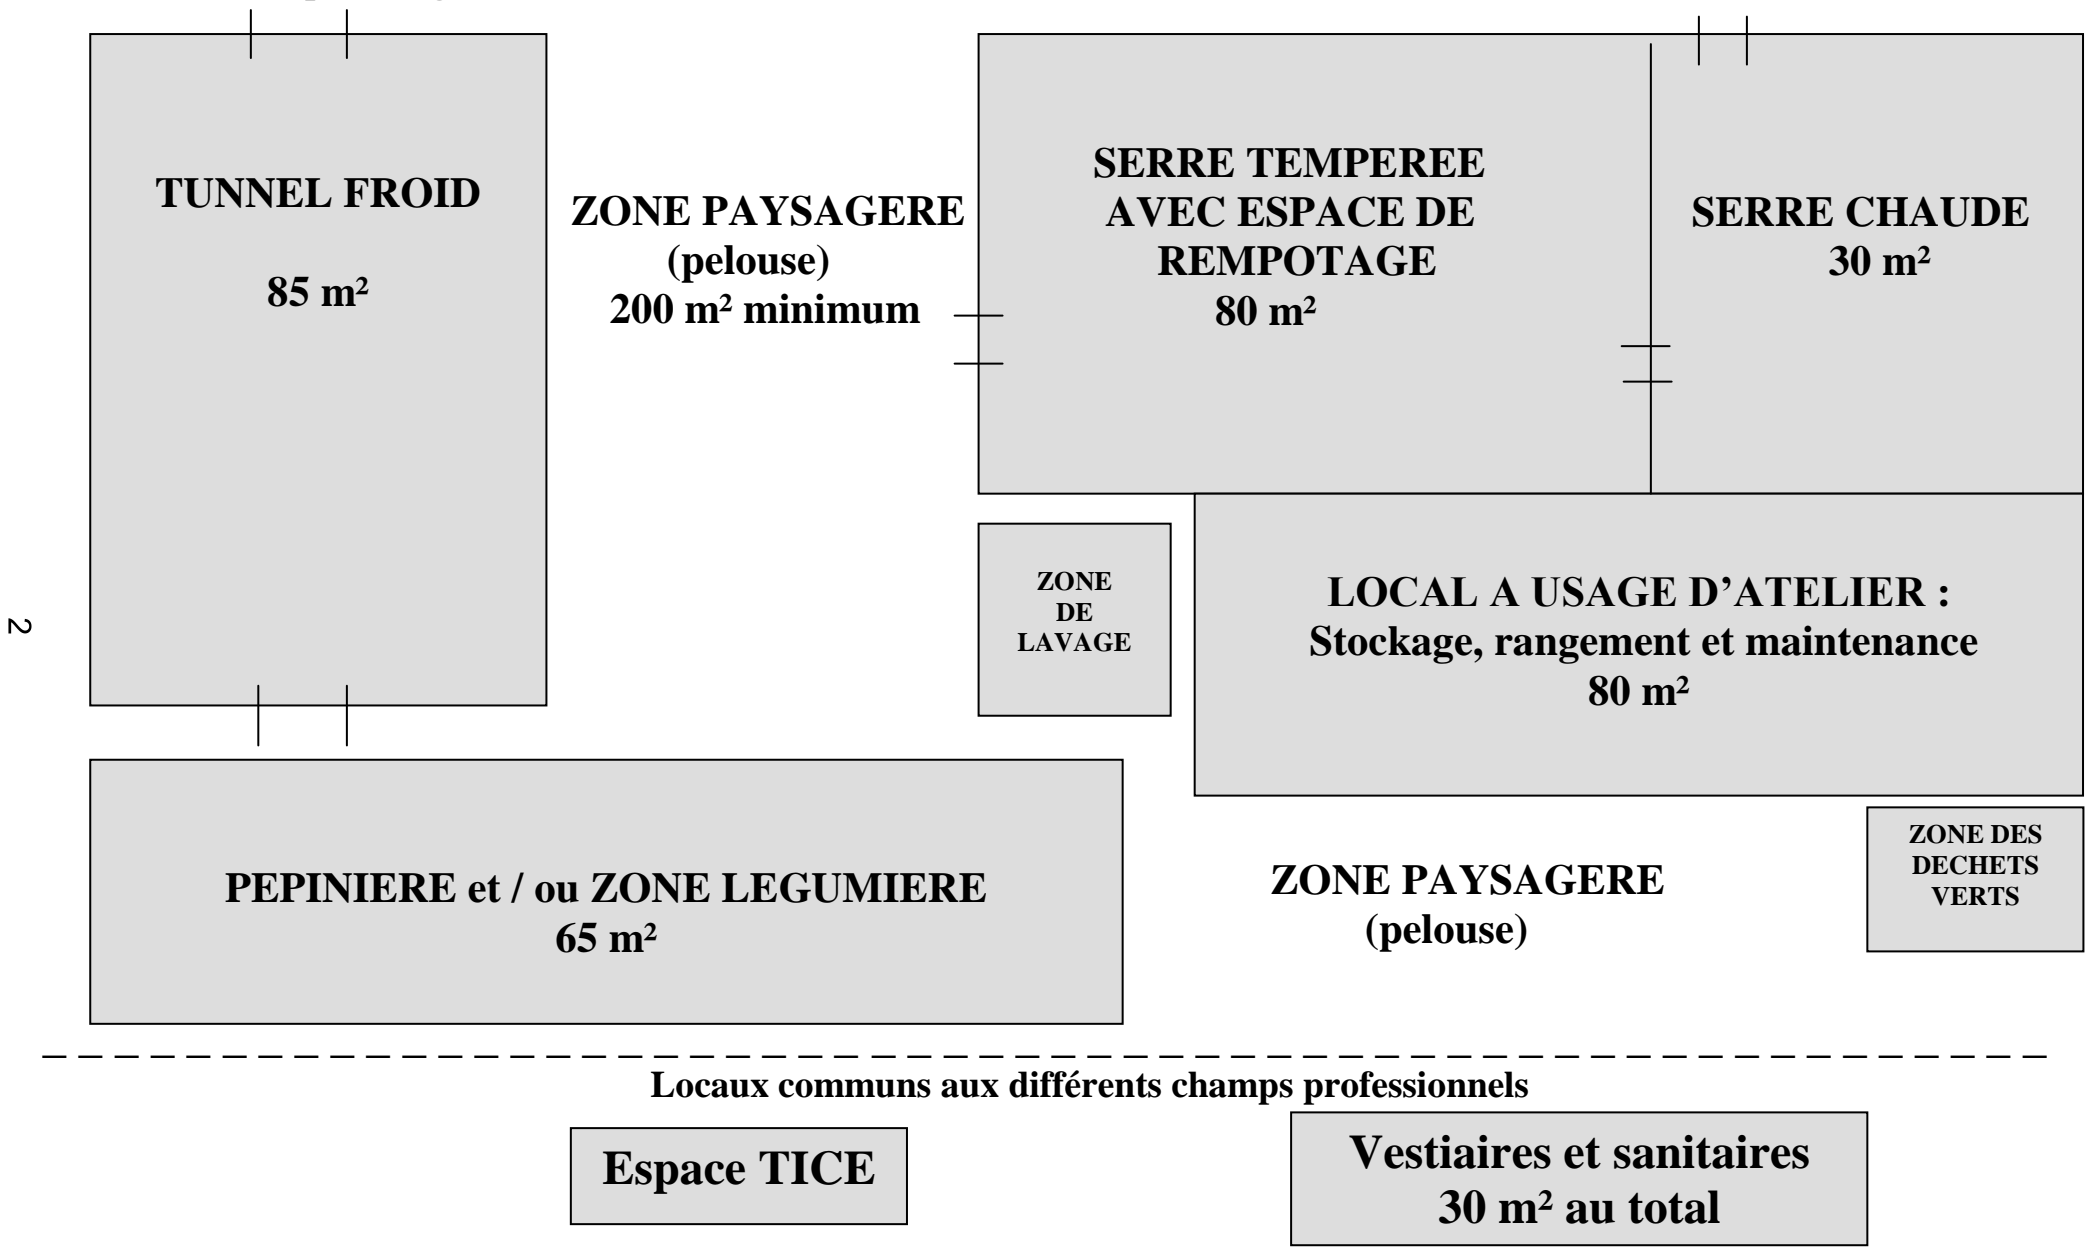 TUNNEL FROID
85 m²
ZONE PAYSAGERE
(pelouse)
200 m² minimum
SERRE TEMPEREE
AVEC ESPACE DE
REMPOTAGE
80 m²
SERRE CHAUDE
30 m²
ZONE
DE
LAVAGE
LOCAL A USAGE D’ATELIER :
Stockage, rangement et maintenance
80 m²
2
PEPINIERE et / ou ZONE LEGUMIERE
65 m²
ZONE PAYSAGERE
(pelouse)
ZONE DES
DECHETS
VERTS
Locaux communs aux différents champs professionnels
Espace TICE
Vestiaires et sanitaires
30 m² au total